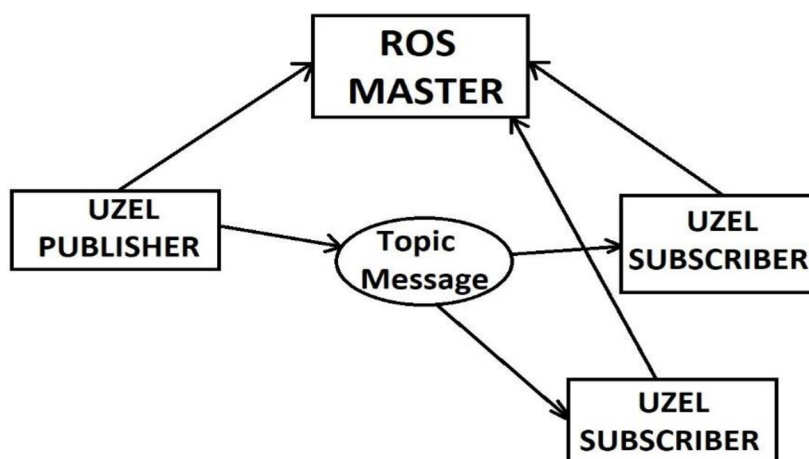 ROS
MASTER
UZEL
PUBLISHER
Topic
Message
UZEL
SUBSCRIBER
UZEL
SUBSCRIBER